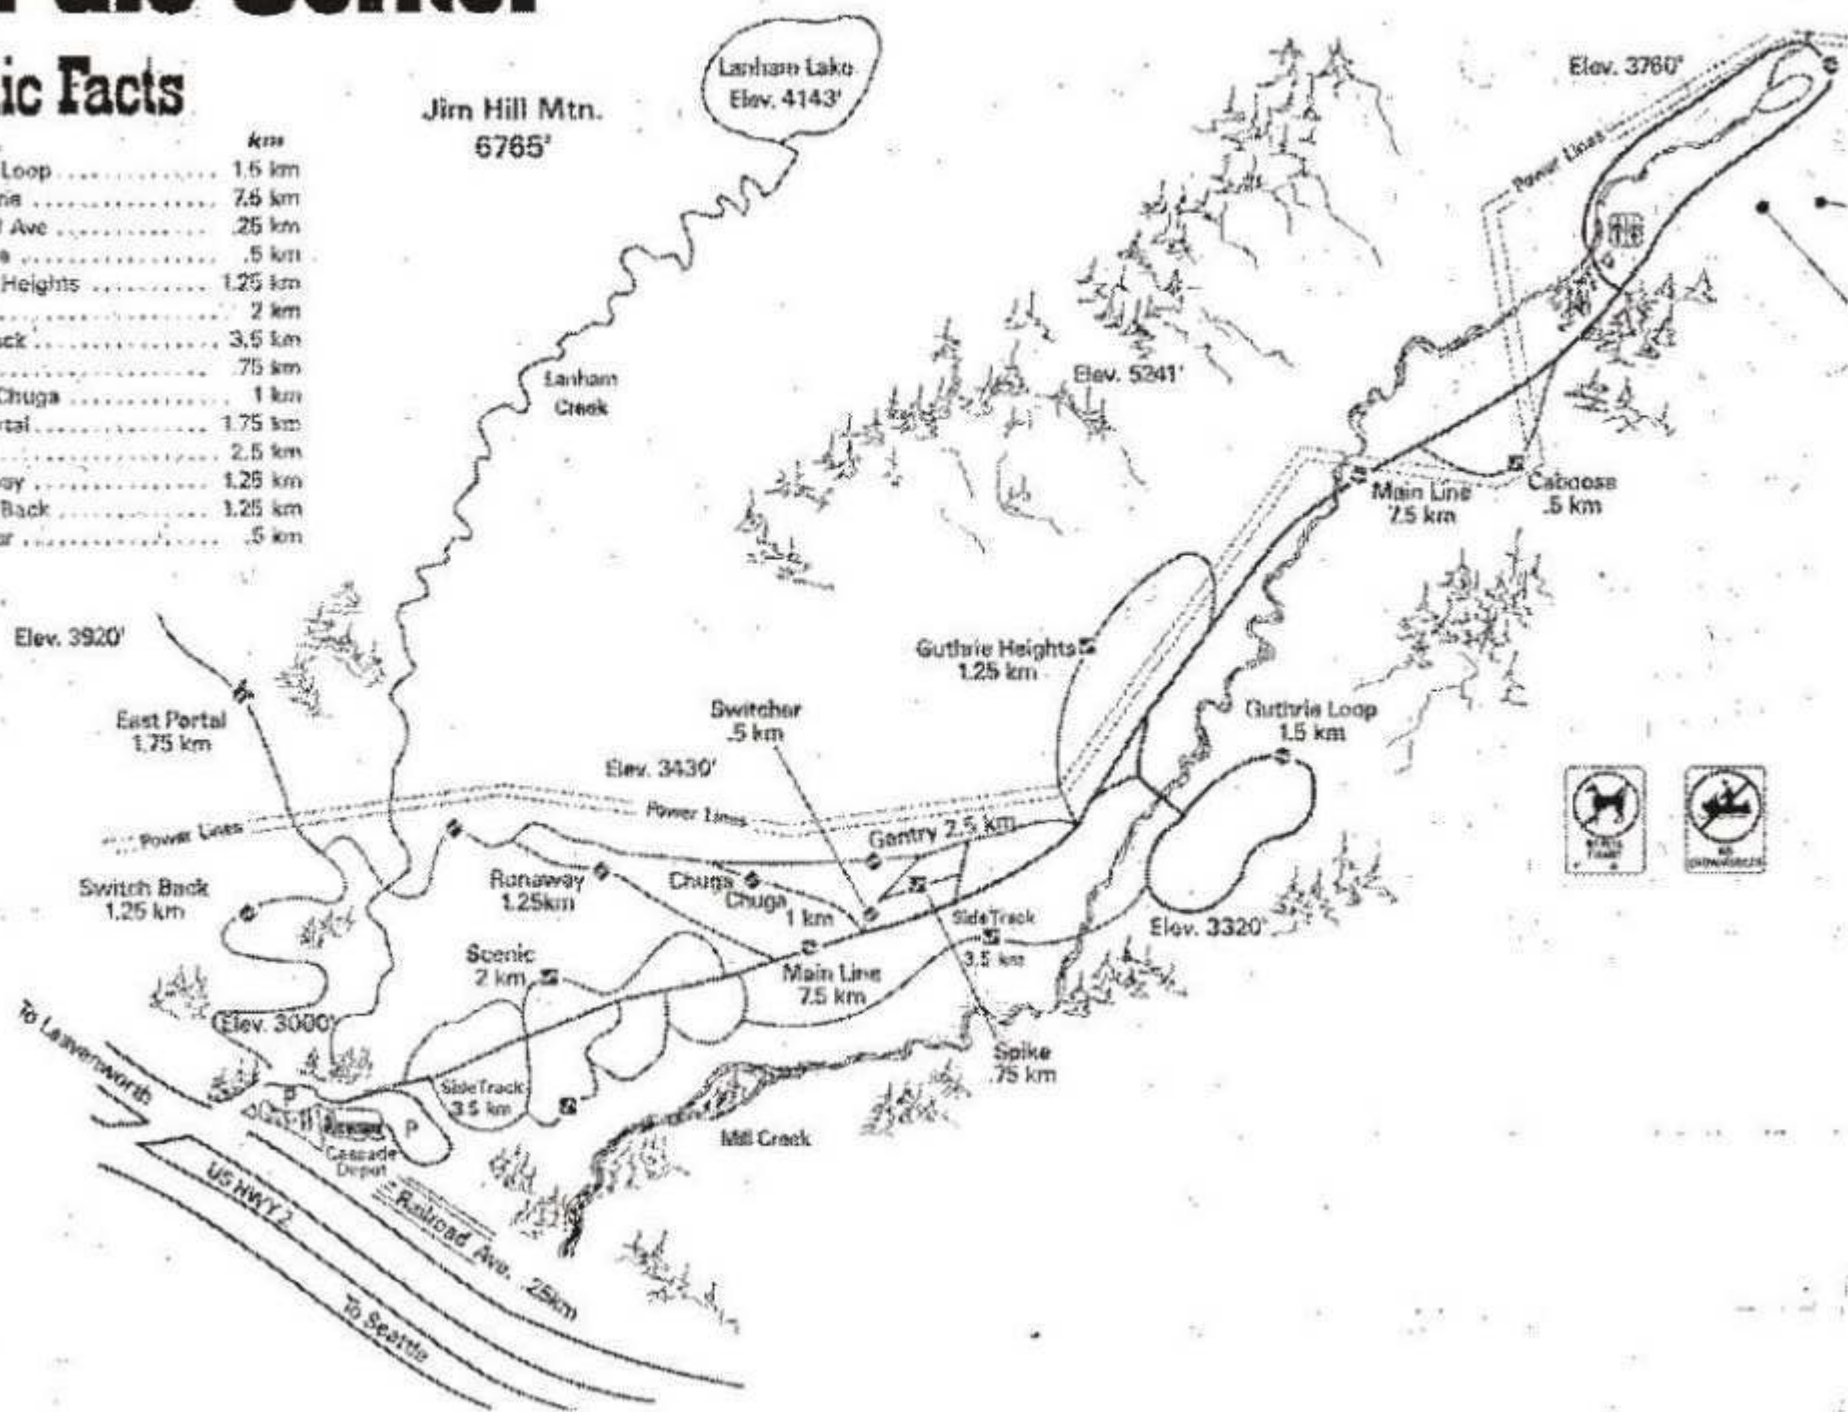 ic Facts
km
Loop .............. 1.5 km
7.5 km
Ave ............... .25 km
.5 km
Heights .......... 1.25 km
2 km
ck ................ 3.5 km
.75 km
Chuga ............. 1 km
tal ............... 1.75 km
2.5 km
ay ................ 1.25 km
Back .............. 1.25 km
.5 km
Jim Hill Mtn.
6765'
Lanham Lake
Elev. 4143'
Elev. 3760'
Power Lines
Lanham
Creek
Elev. 5241'
Main Line
7.5 km
Caboose
.5 km
Elev. 3920'
East Portal
1.75 km
Guthrie Heights
1.25 km
Switcher
.5 km
Guthrie Loop
1.5 km
Elev. 3430'
Power Lines
Power Lines
Gantry 2.5 km
Switch Back
1.25 km
Runaway
1.25km
Chuga
Chuga 1 km
Side Track
3.5 km
Elev. 3320'
Scenic
2 km
Main Line
7.5 km
Elev. 3000'
To Leavenworth
Spike
.75 km
Side Track
3.5 km
P
P
Cascade
Depot
Mill Creek
US HWY 2
Railroad Ave. .25km
To Seattle